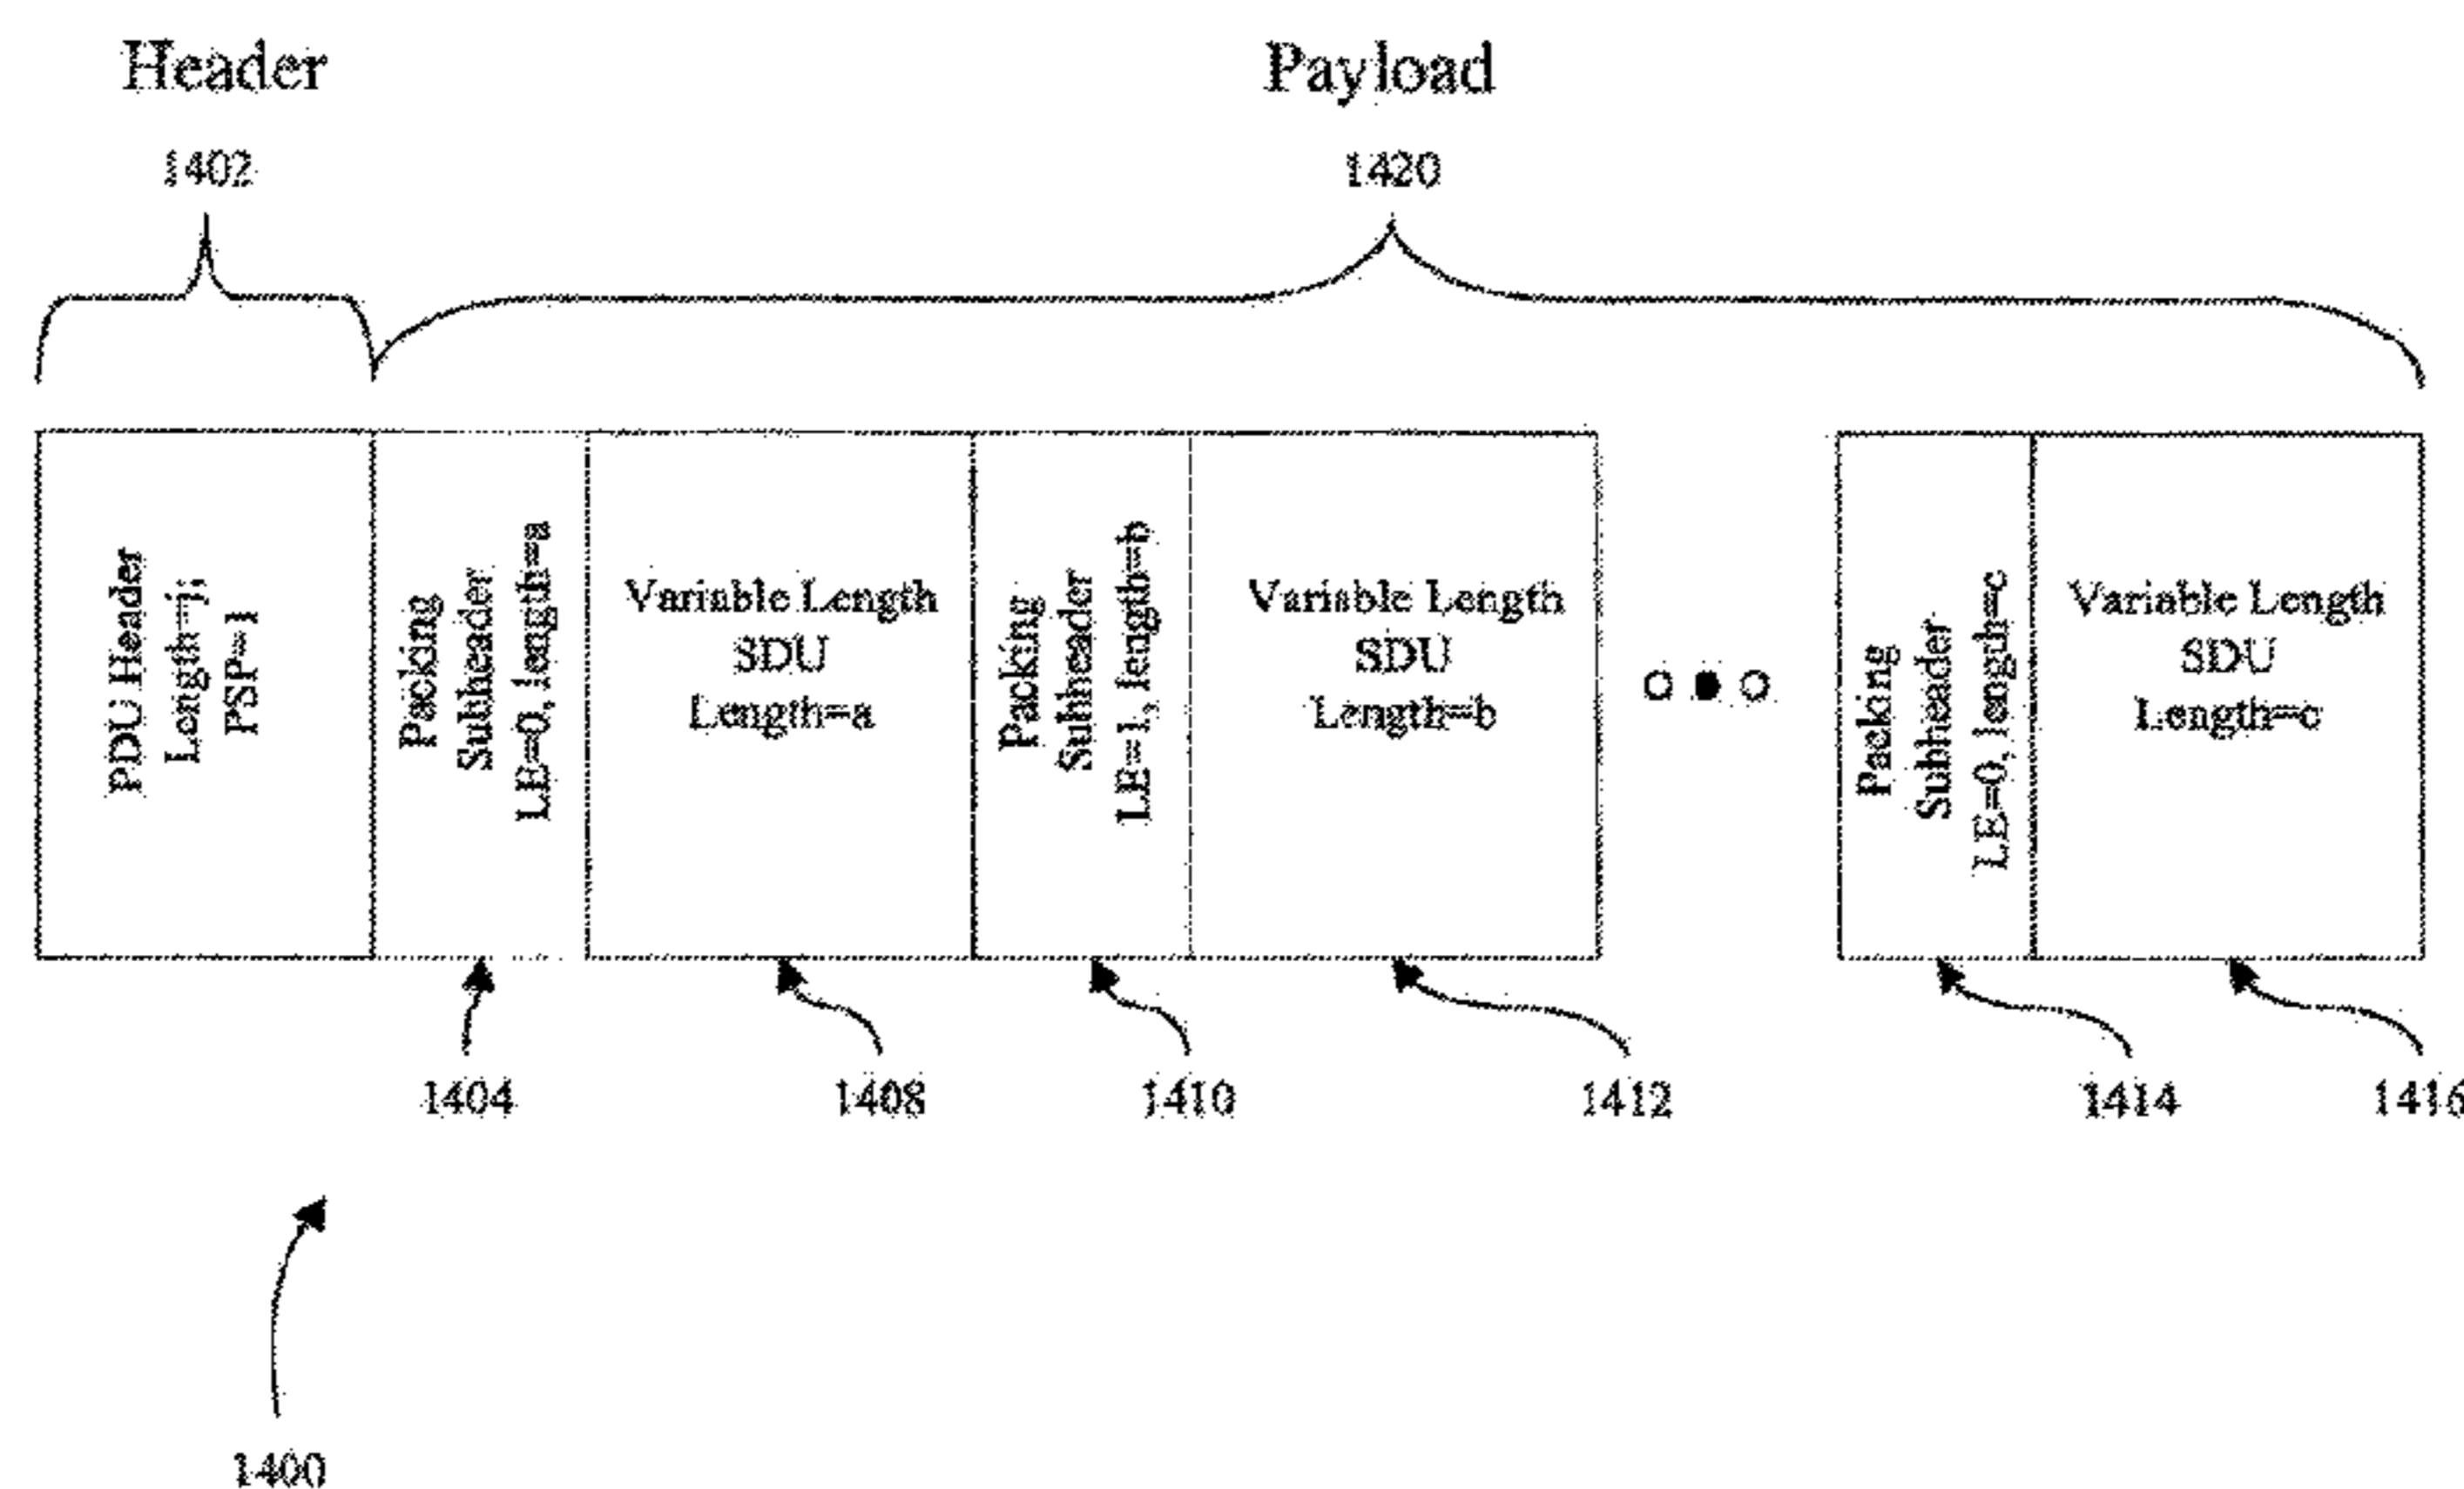 Header
Payload
1402
1420
PDU Header
Length=j;
PSP=1
Packing
Subheader
LE=0, length=a
Variable Length
SDU
Length=a
Packing
Subheader
LE=1, length=b
Variable Length
SDU
Length=b
Packing
Subheader
LE=0, length=c
Variable Length
SDU
Length=c
1404
1408
1410
1412
1414
1416
1400